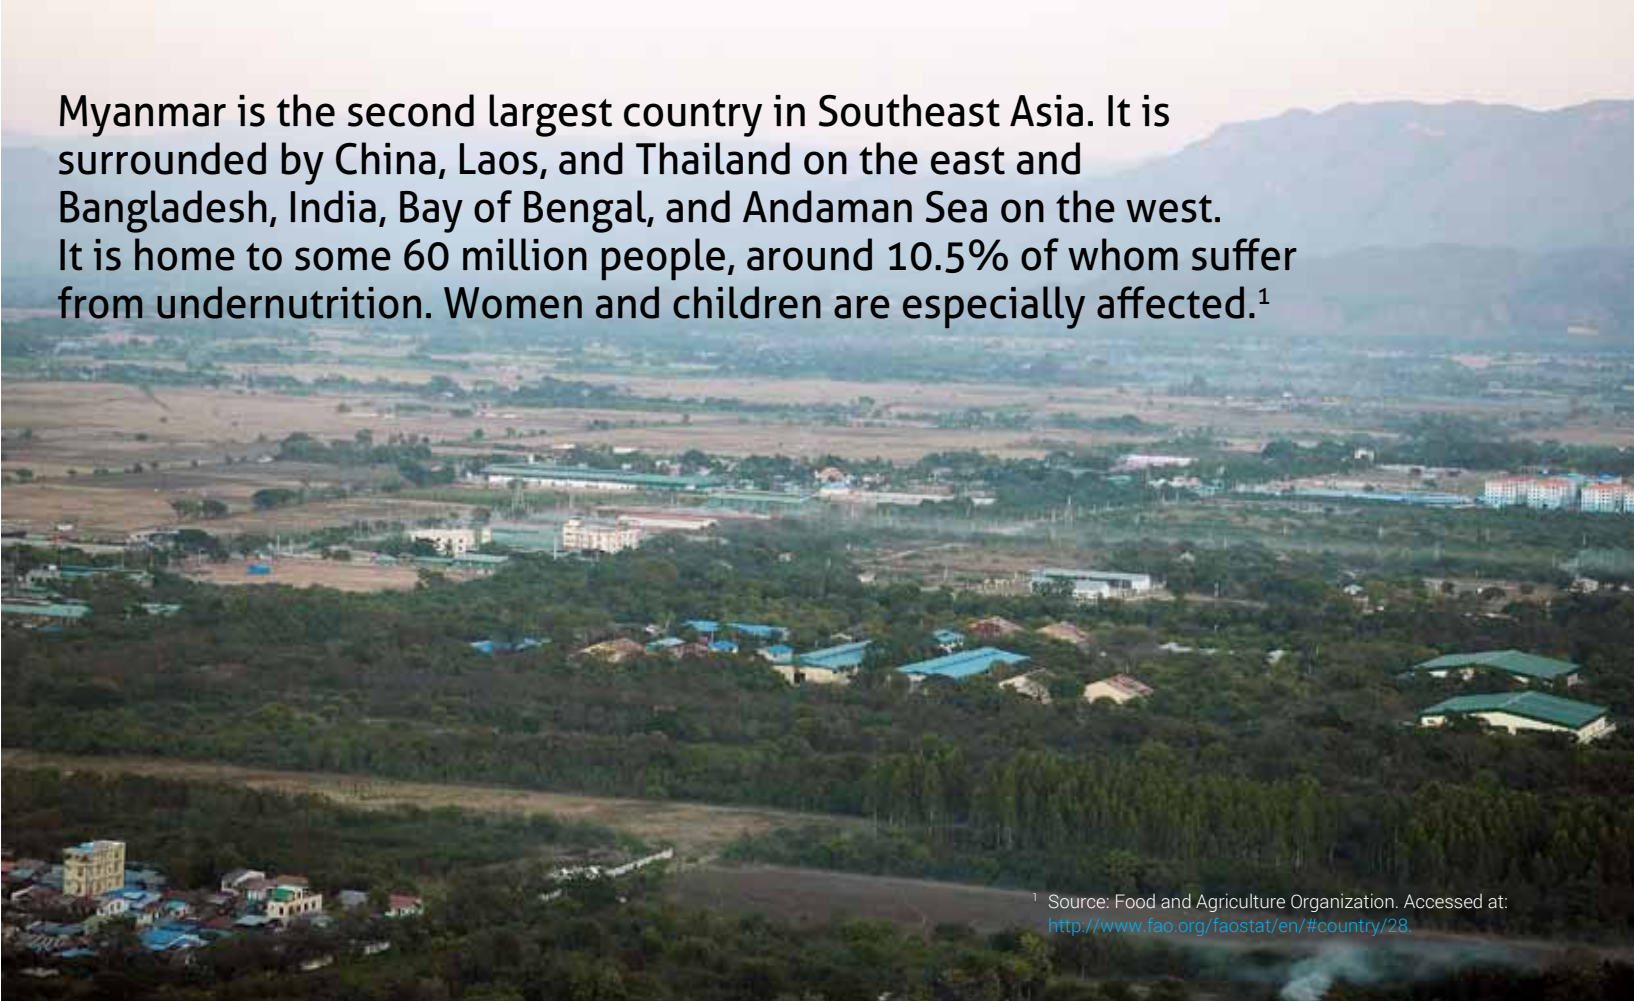 Myanmar is the second largest country in Southeast Asia. It is
surrounded by China, Laos, and Thailand on the east and
Bangladesh, India, Bay of Bengal, and Andaman Sea on the west.
It is home to some 60 million people, around 10.5% of whom suffer
from undernutrition. Women and children are especially affected.¹
¹ Source: Food and Agriculture Organization. Accessed at:
http://www.fao.org/faostat/en/#country/28.